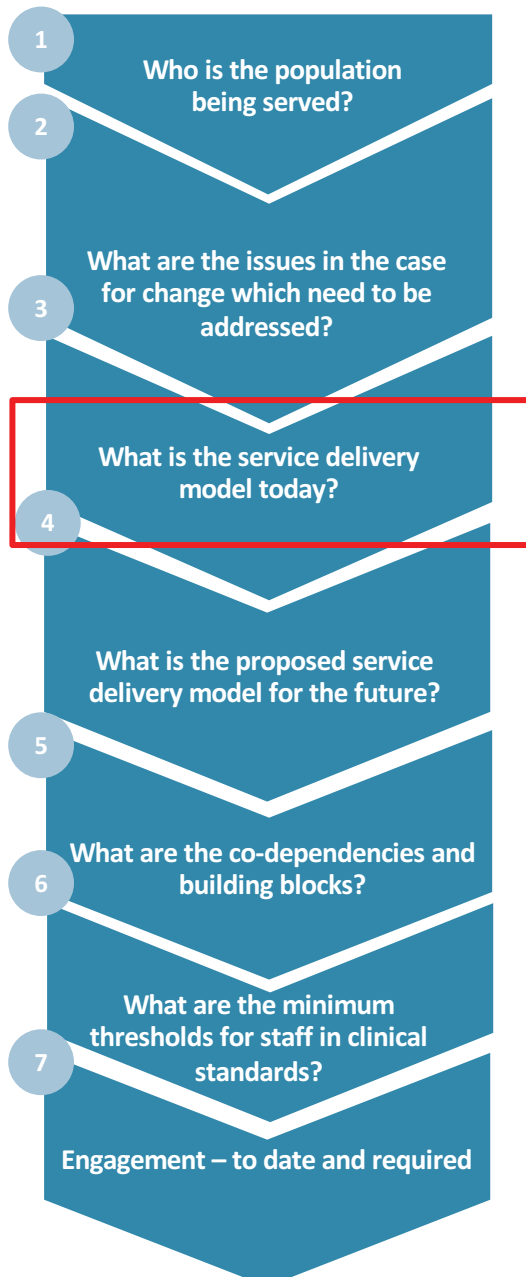 1
Who is the population
being served?
2
What are the issues in the case
for change which need to be
addressed?
3
What is the service delivery
model today?
4
What is the proposed service
delivery model for the future?
5
What are the co-dependencies and
building blocks?
6
What are the minimum
thresholds for staff in clinical
standards?
7
Engagement – to date and required